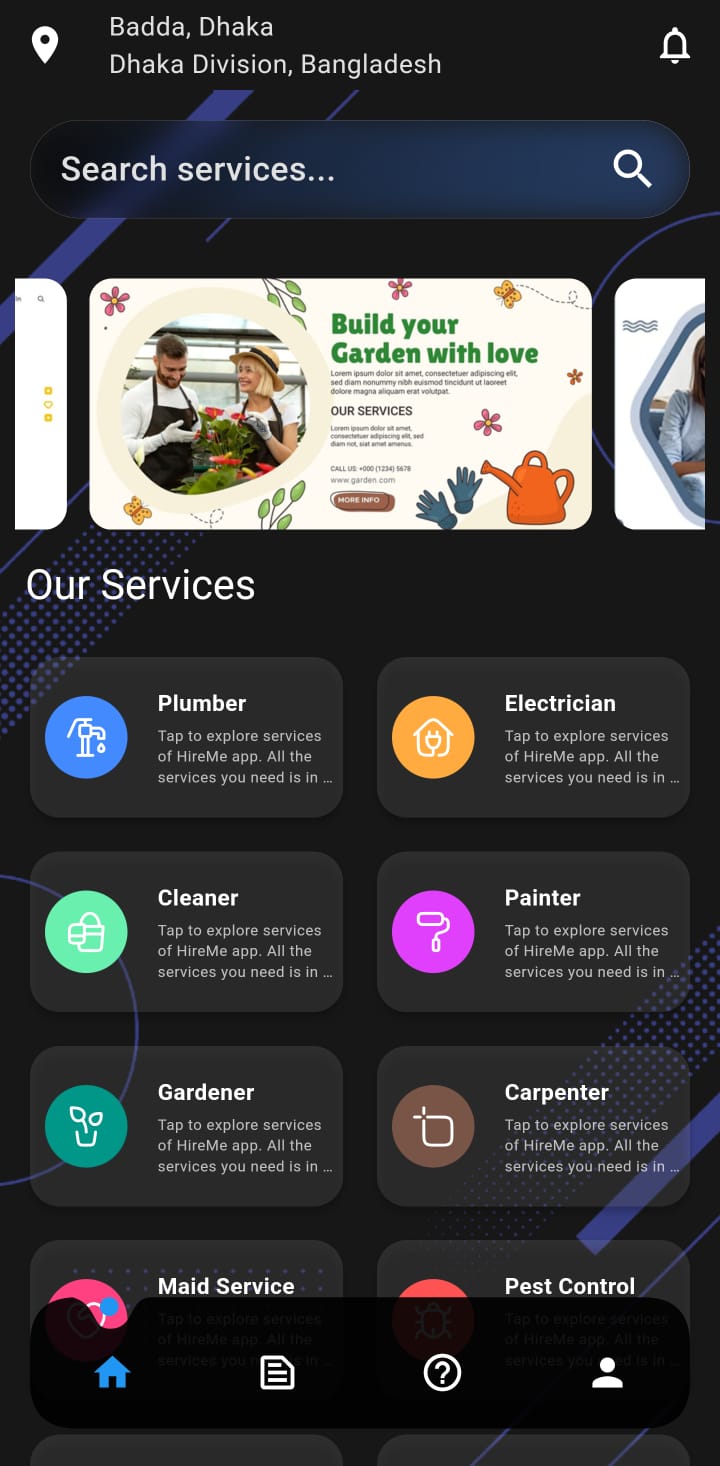 Badda, Dhaka
Dhaka Division, Bangladesh
Search services...
in
Build your
Garden with love
Lorem ipsum dolor sit amet, consectetuer adipiscing elit,
sed diam nonummy nibh euismod tincidunt ut laoreet
dolore magna aliquam erat volutpat.
OUR SERVICES
Lorem ipsum dolor sit amet,
consectetuer adipiscing elit, sed
diam not, siat amet amenus.
CALL US: +000 (1234) 5678
www.garden.com
MORE INFO
Our Services
Plumber
Tap to explore services
of HireMe app. All the
services you need is in ...
Electrician
Tap to explore services
of HireMe app. All the
services you need is in ...
Cleaner
Tap to explore services
of HireMe app. All the
services you need is in ...
Painter
Tap to explore services
of HireMe app. All the
services you need is in ...
Gardener
Tap to explore services
of HireMe app. All the
services you need is in ...
Carpenter
Tap to explore services
of HireMe app. All the
services you need is in ...
Maid Service
Tap to explore services
of HireMe app. All the
services you need is in ...
Pest Control
Tap to explore services
of HireMe app. All the
services you need is in ...